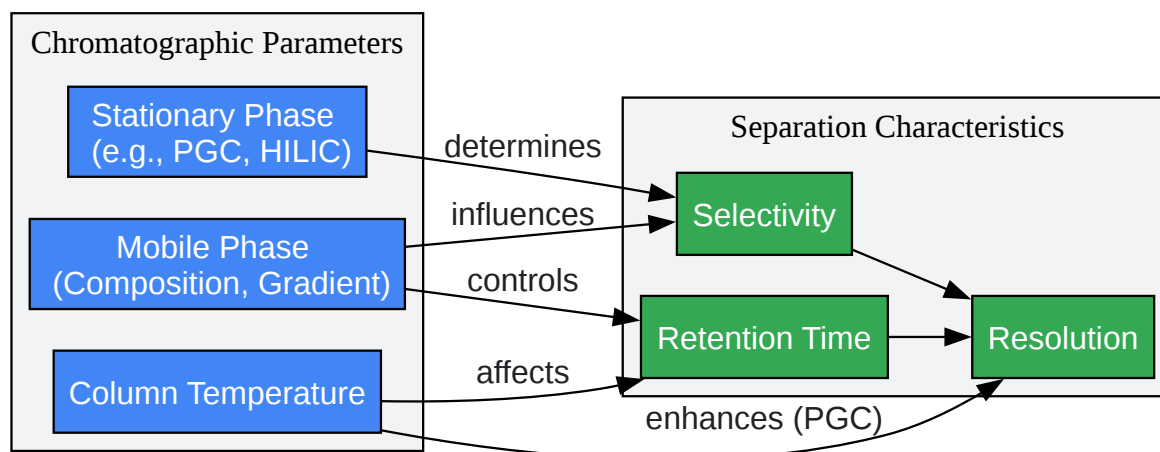 Chromatographic Parameters
Stationary Phase
(e.g., PGC, HILIC)
Mobile Phase
(Composition, Gradient)
Column Temperature
determines
influences
controls
affects
enhances (PGC)
Separation Characteristics
Selectivity
Retention Time
Resolution